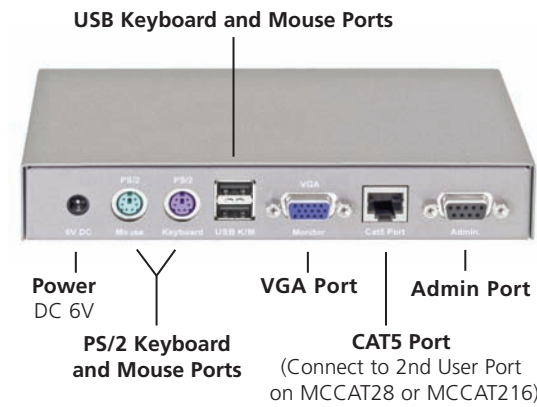 USB Keyboard and Mouse Ports
PS/2
PS/2
VGA
6V DC
Mouse
Keyboard
USB K/M
Monitor
Cat5 Port
Admin.
Power
DC 6V
VGA Port
Admin Port
PS/2 Keyboard
and Mouse Ports
CAT5 Port
(Connect to 2nd User Port
on MCCAT28 or MCCAT216)